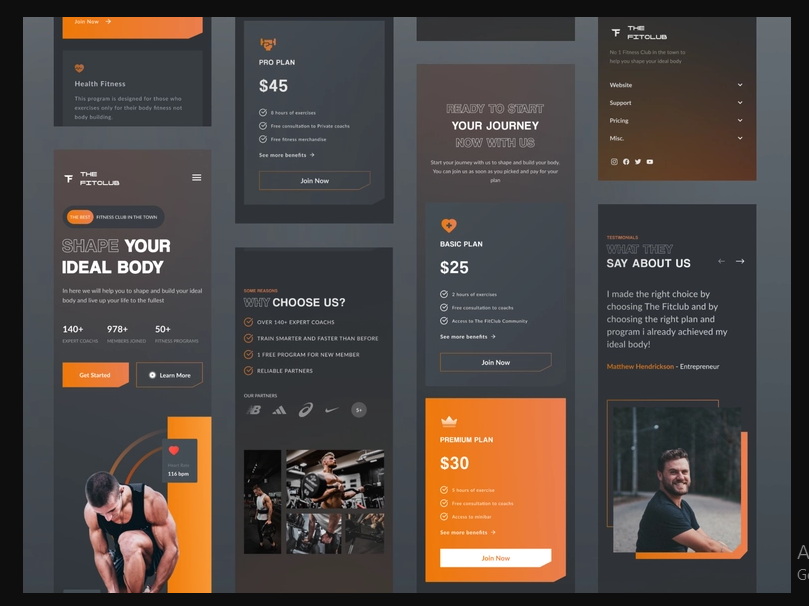 Join Now
Health Fitness
This program is designed for those who
exercises only for their body fitness not
body building.
THE
FITCLUB
THE BEST FITNESS CLUB IN THE TOWN
SHAPE YOUR
IDEAL BODY
In here we will help you to shape and build your ideal
body and live up your life to the fullest
140+ 978+ 50+
EXPERT COACHS MEMBERS JOINED FITNESS PROGRAMS
Get Started Learn More
Heart Rate
116 bpm
PRO PLAN
$45
8 hours of exercises
Free consultation to Private coachs
Free fitness merchandise
See more benefits
Join Now
SOME REASONS
WHY CHOOSE US?
OVER 140+ EXPERT COACHS
TRAIN SMARTER AND FASTER THAN BEFORE
1 FREE PROGRAM FOR NEW MEMBER
RELIABLE PARTNERS
OUR PARTNERS
5+
READY TO START
YOUR JOURNEY
NOW WITH US
Start your journey with us to shape and build your body.
You can join us as soon as you picked and pay for your
plan
BASIC PLAN
$25
2 hours of exercises
Free consultation to coachs
Access to The FitClub Community
See more benefits
Join Now
PREMIUM PLAN
$30
5 hours of exercise
Free consultation to coachs
Access to minibar
See more benefits
Join Now
THE
FITCLUB
No 1 Fitness Club in the town to
help you shape your ideal body
Website
Support
Pricing
Misc.
TESTIMONIALS
WHAT THEY
SAY ABOUT US
I made the right choice by
choosing The Fitclub and by
choosing the right plan and
program i already achieved my
ideal body!
Matthew Hendrickson - Entrepreneur